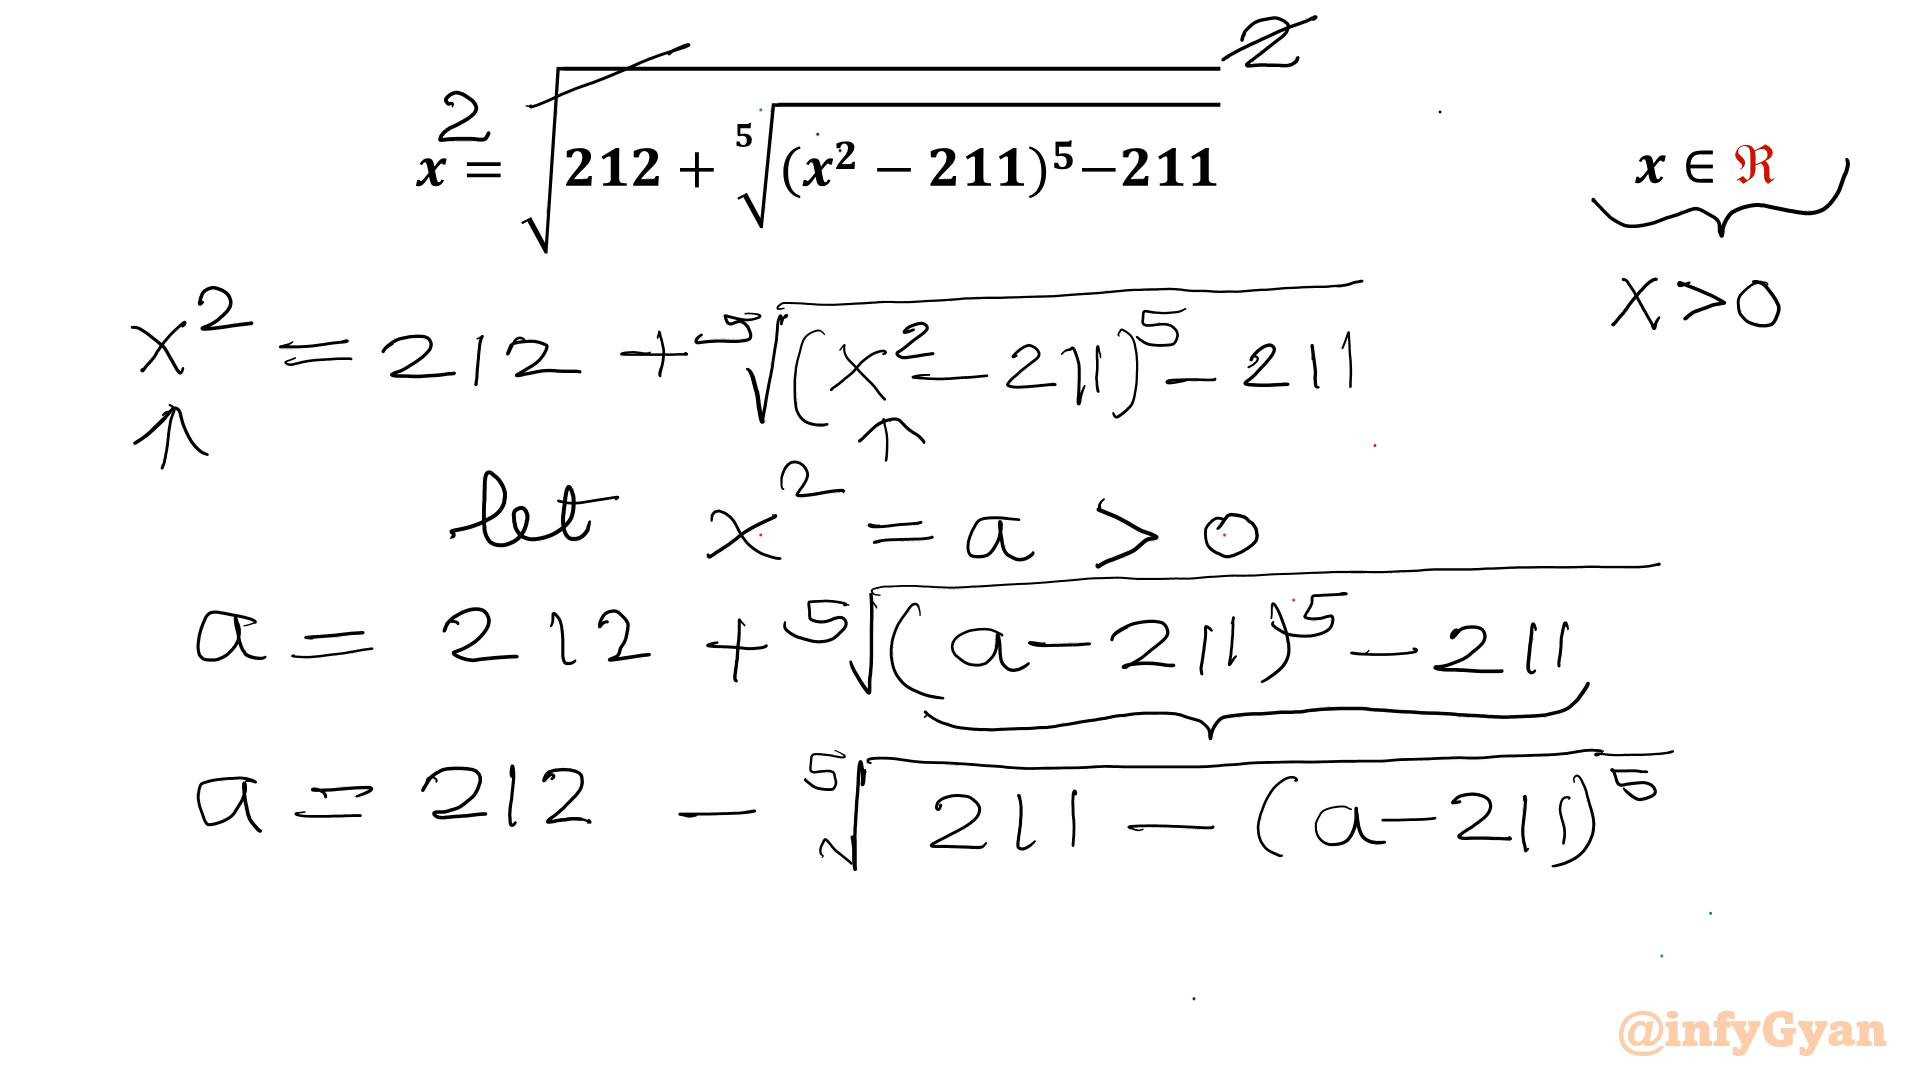 x² = √(212 + ⁵√((x² − 211)⁵−211))²
x ∈ ℜ
x > 0
x² = 212 + ⁵√((x² − 211)⁵ − 211)
let x² = a > 0
a = 212 + ⁵√((a − 211)⁵ − 211)
a = 212 − ⁵√(211 − (a − 211)⁵)
@infyGyan